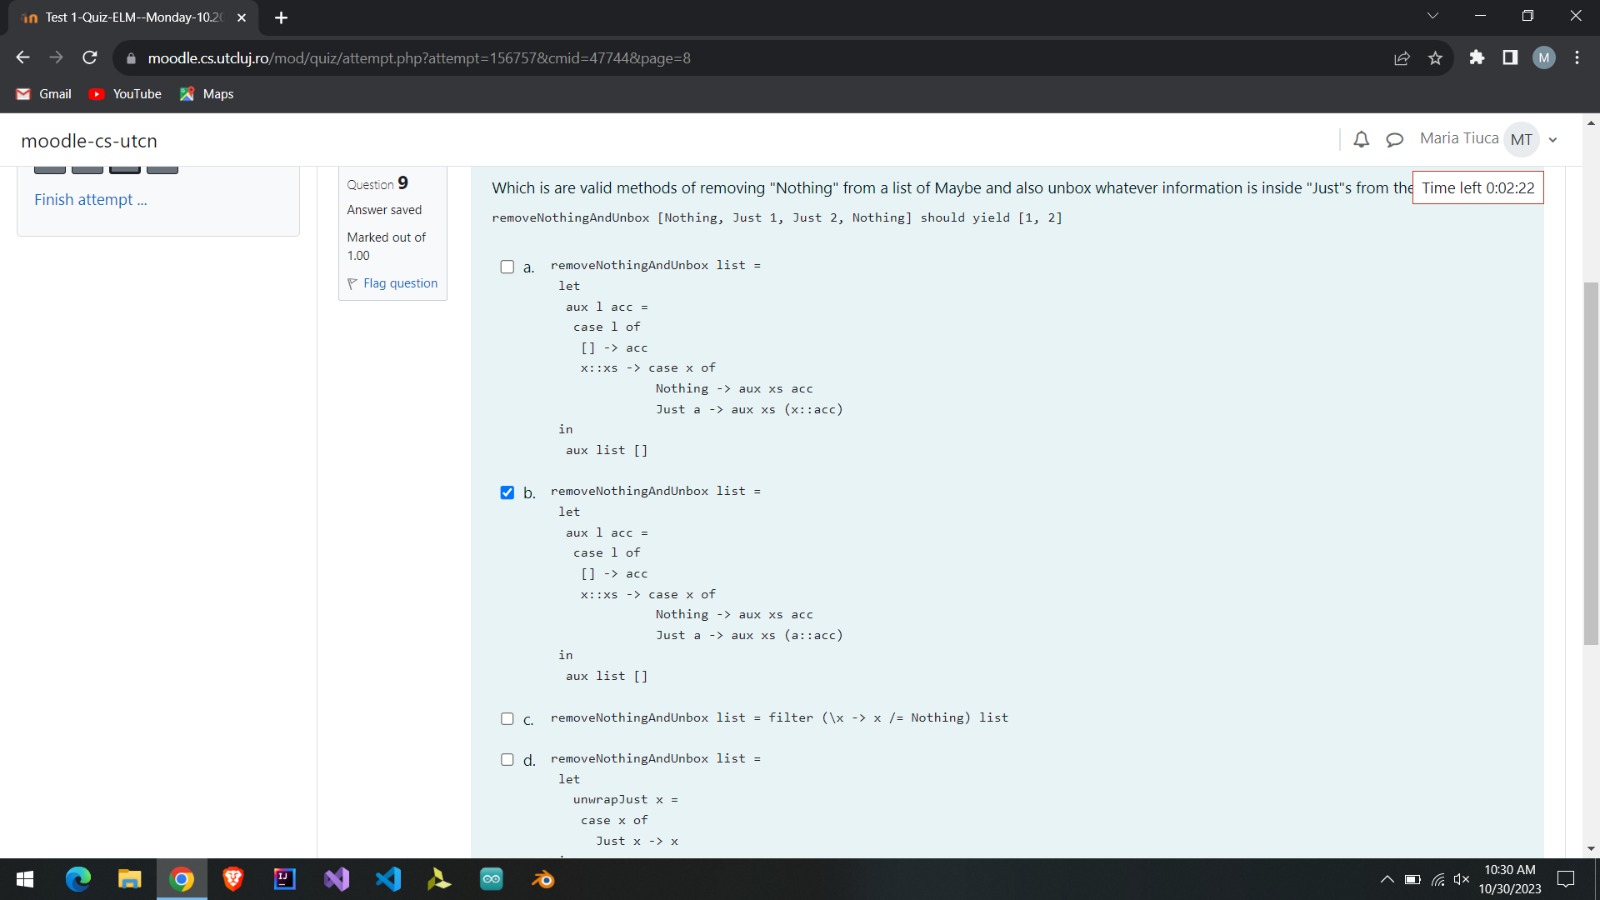 Test 1-Quiz-ELM--Monday-10.20
moodle.cs.utcluj.ro/mod/quiz/attempt.php?attempt=156757&cmid=47744&page=8
M
Gmail
YouTube
Maps
moodle-cs-utcn
Maria Tiuca
MT
Finish attempt ...
Question 9
Answer saved
Marked out of
1.00
Flag question
Which is are valid methods of removing "Nothing" from a list of Maybe and also unbox whatever information is inside "Just"s from the
Time left 0:02:22
removeNothingAndUnbox [Nothing, Just 1, Just 2, Nothing] should yield [1, 2]
a. removeNothingAndUnbox list =
let
aux l acc =
case l of
[] -> acc
x::xs -> case x of
Nothing -> aux xs acc
Just a -> aux xs (x::acc)
in
aux list []
b. removeNothingAndUnbox list =
let
aux l acc =
case l of
[] -> acc
x::xs -> case x of
Nothing -> aux xs acc
Just a -> aux xs (a::acc)
in
aux list []
c. removeNothingAndUnbox list = filter (\x -> x /= Nothing) list
d. removeNothingAndUnbox list =
let
unwrapJust x =
case x of
Just x -> x
10:30 AM
10/30/2023